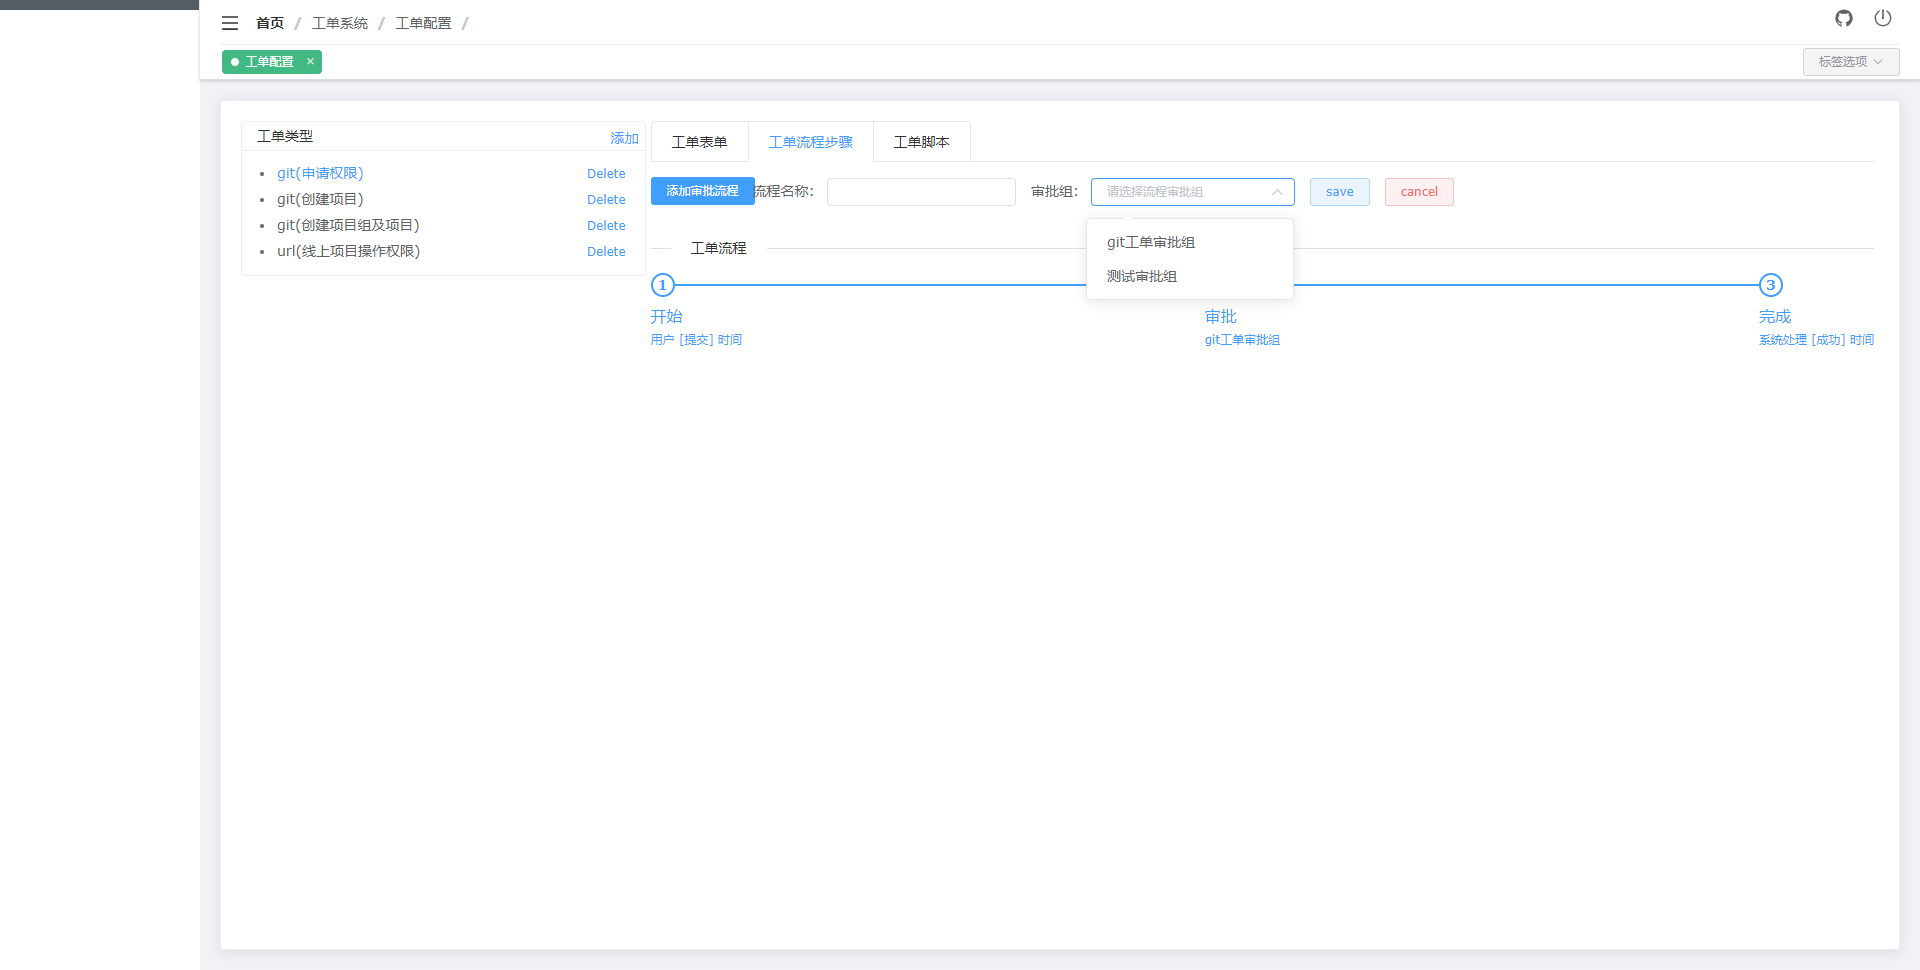 首页 / 工单系统 / 工单配置 /
工单配置 ×
标签选项
工单类型 添加
git(申请权限) Delete
git(创建项目) Delete
git(创建项目组及项目) Delete
url(线上项目操作权限) Delete
工单表单 工单流程步骤 工单脚本
添加审批流程 流程名称： 审批组： 请选择流程审批组 save cancel
git工单审批组
测试审批组
工单流程
1 3
开始 审批 完成
用户 [提交] 时间 git工单审批组 系统处理 [成功] 时间